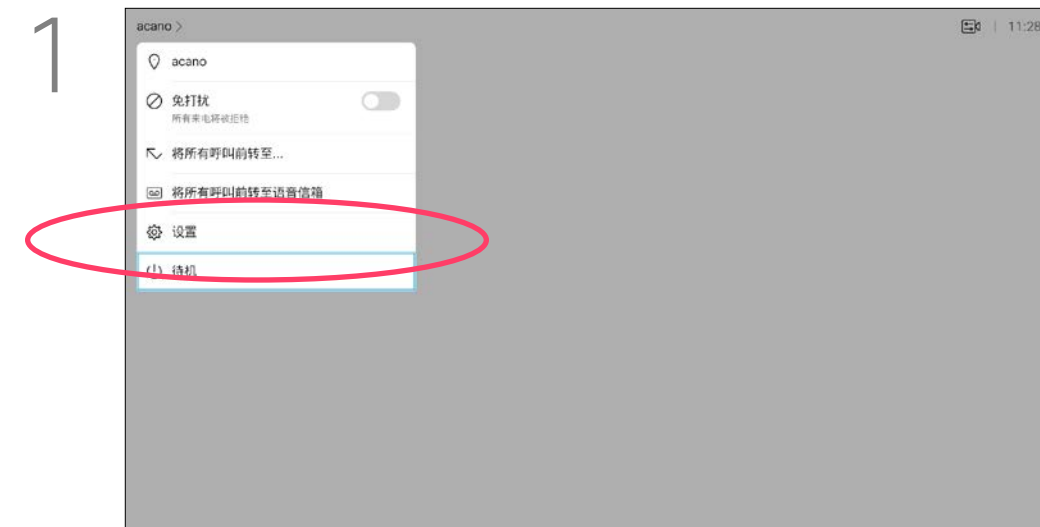 1
acano >
11:28
acano
免打扰
所有来电将被拒绝
将所有呼叫前转至...
将所有呼叫前转至语音信箱
设置
待机